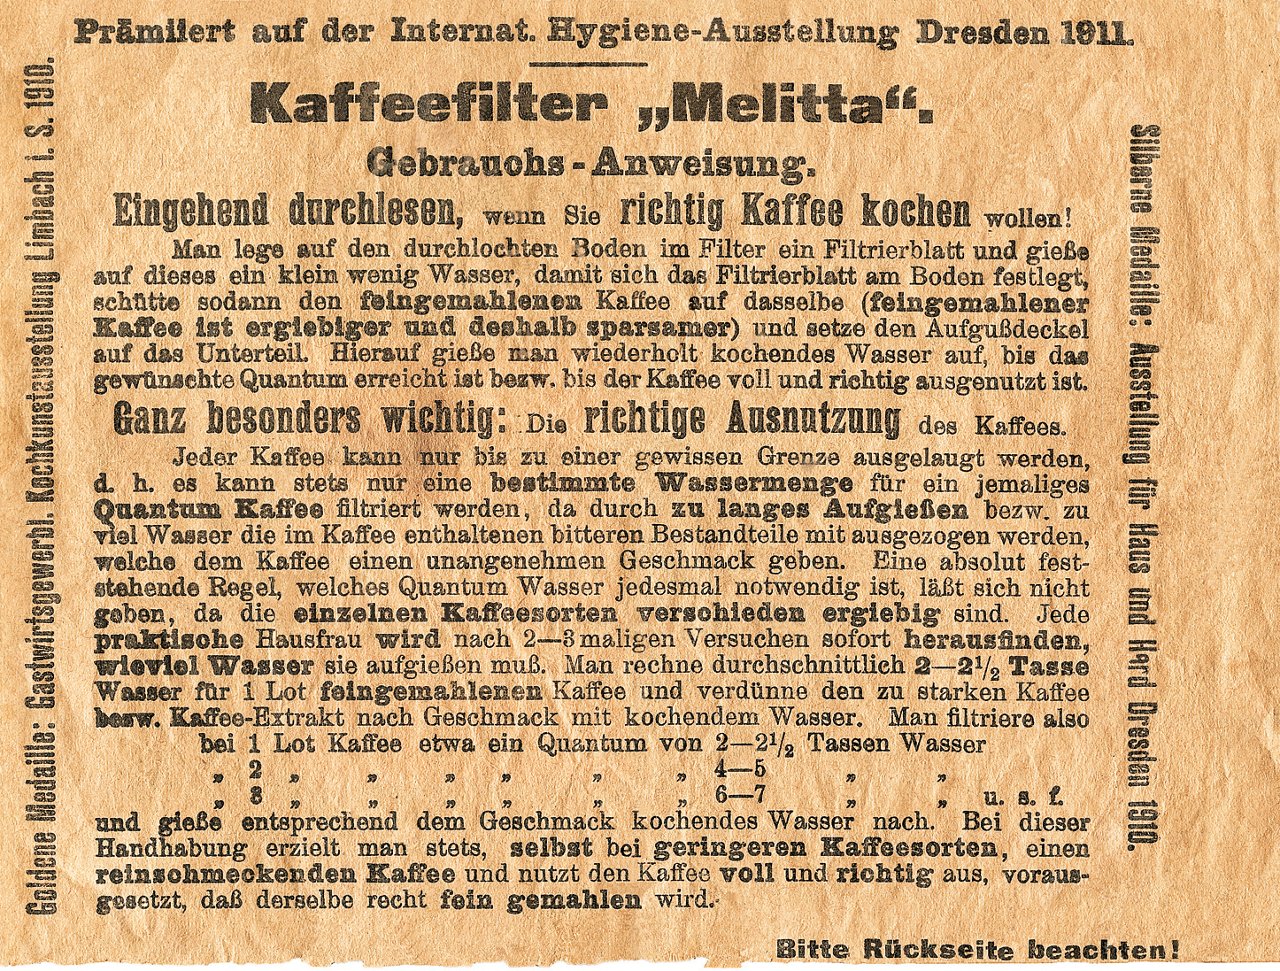 Prämiiert auf der Internat. Hygiene-Ausstellung Dresden 1911.
Kaffeefilter „Melitta“.
Gebrauchs-Anweisung.
Eingehend durchlesen, wenn Sie richtig Kaffee kochen wollen!
Man lege auf den durchlochten Boden im Filter ein Filtrierblatt und gieße
auf dieses ein klein wenig Wasser, damit sich das Filtrierblatt am Boden festlegt,
schütte sodann den feingemahlenen Kaffee auf dasselbe (feingemahlener
Kaffee ist ergiebiger und deshalb sparsamer) und setze den Aufgußdeckel
auf das Unterteil. Hierauf gieße man wiederholt kochendes Wasser auf, bis das
gewünschte Quantum erreicht ist bezw. bis der Kaffee voll und richtig ausgenutzt ist.
Ganz besonders wichtig: Die richtige Ausnutzung des Kaffees.
Jeder Kaffee kann nur bis zu einer gewissen Grenze ausgelaugt werden,
d. h. es kann stets nur eine bestimmte Wassermenge für ein jemaliges
Quantum Kaffee filtriert werden, da durch zu langes Aufgießen bezw. zu
viel Wasser die im Kaffee enthaltenen bitteren Bestandteile mit ausgezogen werden,
welche dem Kaffee einen unangenehmen Geschmack geben. Eine absolut fest-
stehende Regel, welches Quantum Wasser jedesmal notwendig ist, läßt sich nicht
geben, da die einzelnen Kaffeesorten verschieden ergiebig sind. Jede
praktische Hausfrau wird nach 2—3 maligen Versuchen sofort herausfinden,
wieviel Wasser sie aufgießen muß. Man rechne durchschnittlich 2—2½ Tasse
Wasser für 1 Lot feingemahlenen Kaffee und verdünne den zu starken Kaffee
bezw. Kaffee-Extrakt nach Geschmack mit kochendem Wasser. Man filtriere also
bei 1 Lot Kaffee etwa ein Quantum von 2—2½ Tassen Wasser
„ 2 „ „ „ „ „ „ 4—5 „ „
„ 3 „ „ „ „ „ „ 6—7 „ „ u. s. f.
und gieße entsprechend dem Geschmack kochendes Wasser nach. Bei dieser
Handhabung erzielt man stets, selbst bei geringeren Kaffeesorten, einen
reinschmeckenden Kaffee und nutzt den Kaffee voll und richtig aus, voraus-
gesetzt, daß derselbe recht fein gemahlen wird.
Bitte Rückseite beachten!
Goldene Medaille: Gastwirtsgewerbl. Kochkunstausstellung Limbach i. S. 1910.
Silberne Medaille: Ausstellung für Haus und Herd Dresden 1910.